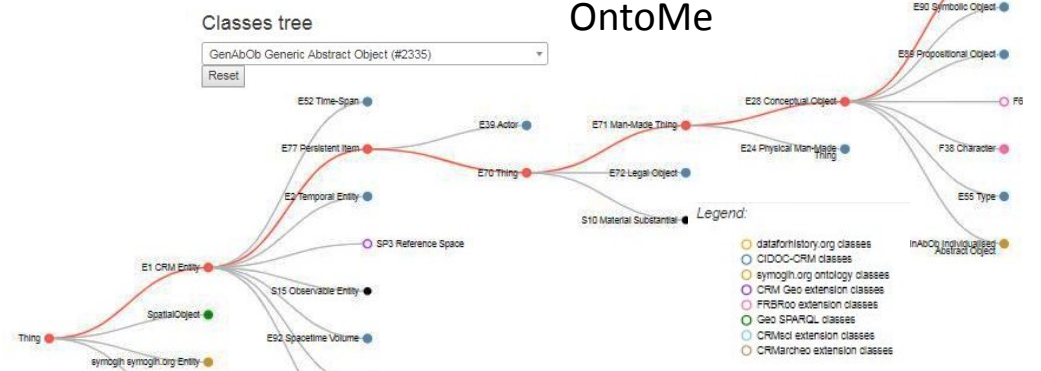 OntoMe
Classes tree
GenAbOb Generic Abstract Object (#2335)
Reset
E90 Symbolic Object
E89 Propositional Object
E52 Time-Span
E28 Conceptual Object
F6
E39 Actor
E71 Man-Made Thing
E77 Persistent Item
E24 Physical Man-Made
Thing
F38 Character
E70 Thing
E72 Legal Object
E2 Temporal Entity
E55 Type
S10 Material Substantial
Legend:
SP3 Reference Space
dataforhistory.org classes
InAbOb Individualised
Abstract Object
CIDOC-CRM classes
E1 CRM Entity
symogih.org ontology classes
S15 Observable Entity
CRM Geo extension classes
FRBRoo extension classes
SpatialObject
Geo SPARQL classes
Thing
E92 Spacetime Volume
CRMsci extension classes
CRMarcheo extension classes
symogih symogih.org Entity